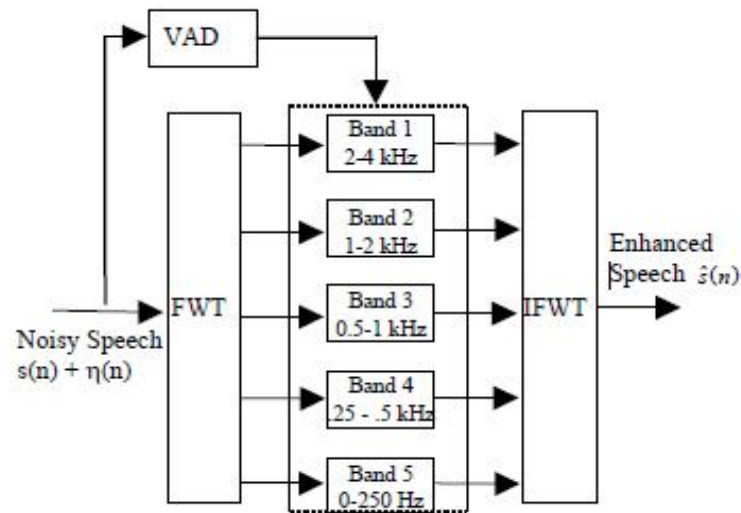 VAD
Band 1
2-4 kHz
Band 2
1-2 kHz
Band 3
0.5-1 kHz
Band 4
.25 - .5 kHz
Band 5
0-250 Hz
FWT
IFWT
Noisy Speech
s(n) + η(n)
Enhanced
Speech ŝ(n)